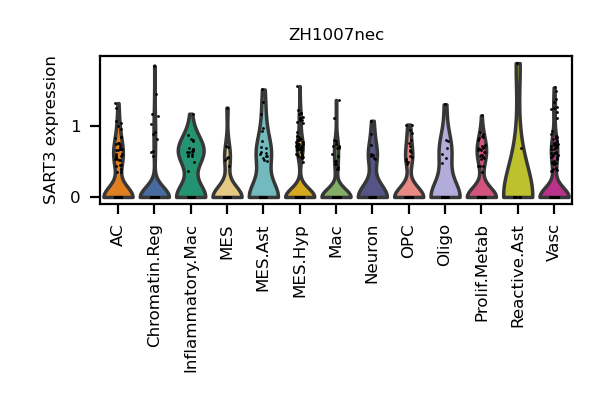 ZH1007nec
SART3 expression
1
0
AC
Chromatin.Reg
Inflammatory.Mac
MES
MES.Ast
MES.Hyp
Mac
Neuron
OPC
Oligo
Prolif.Metab
Reactive.Ast
Vasc